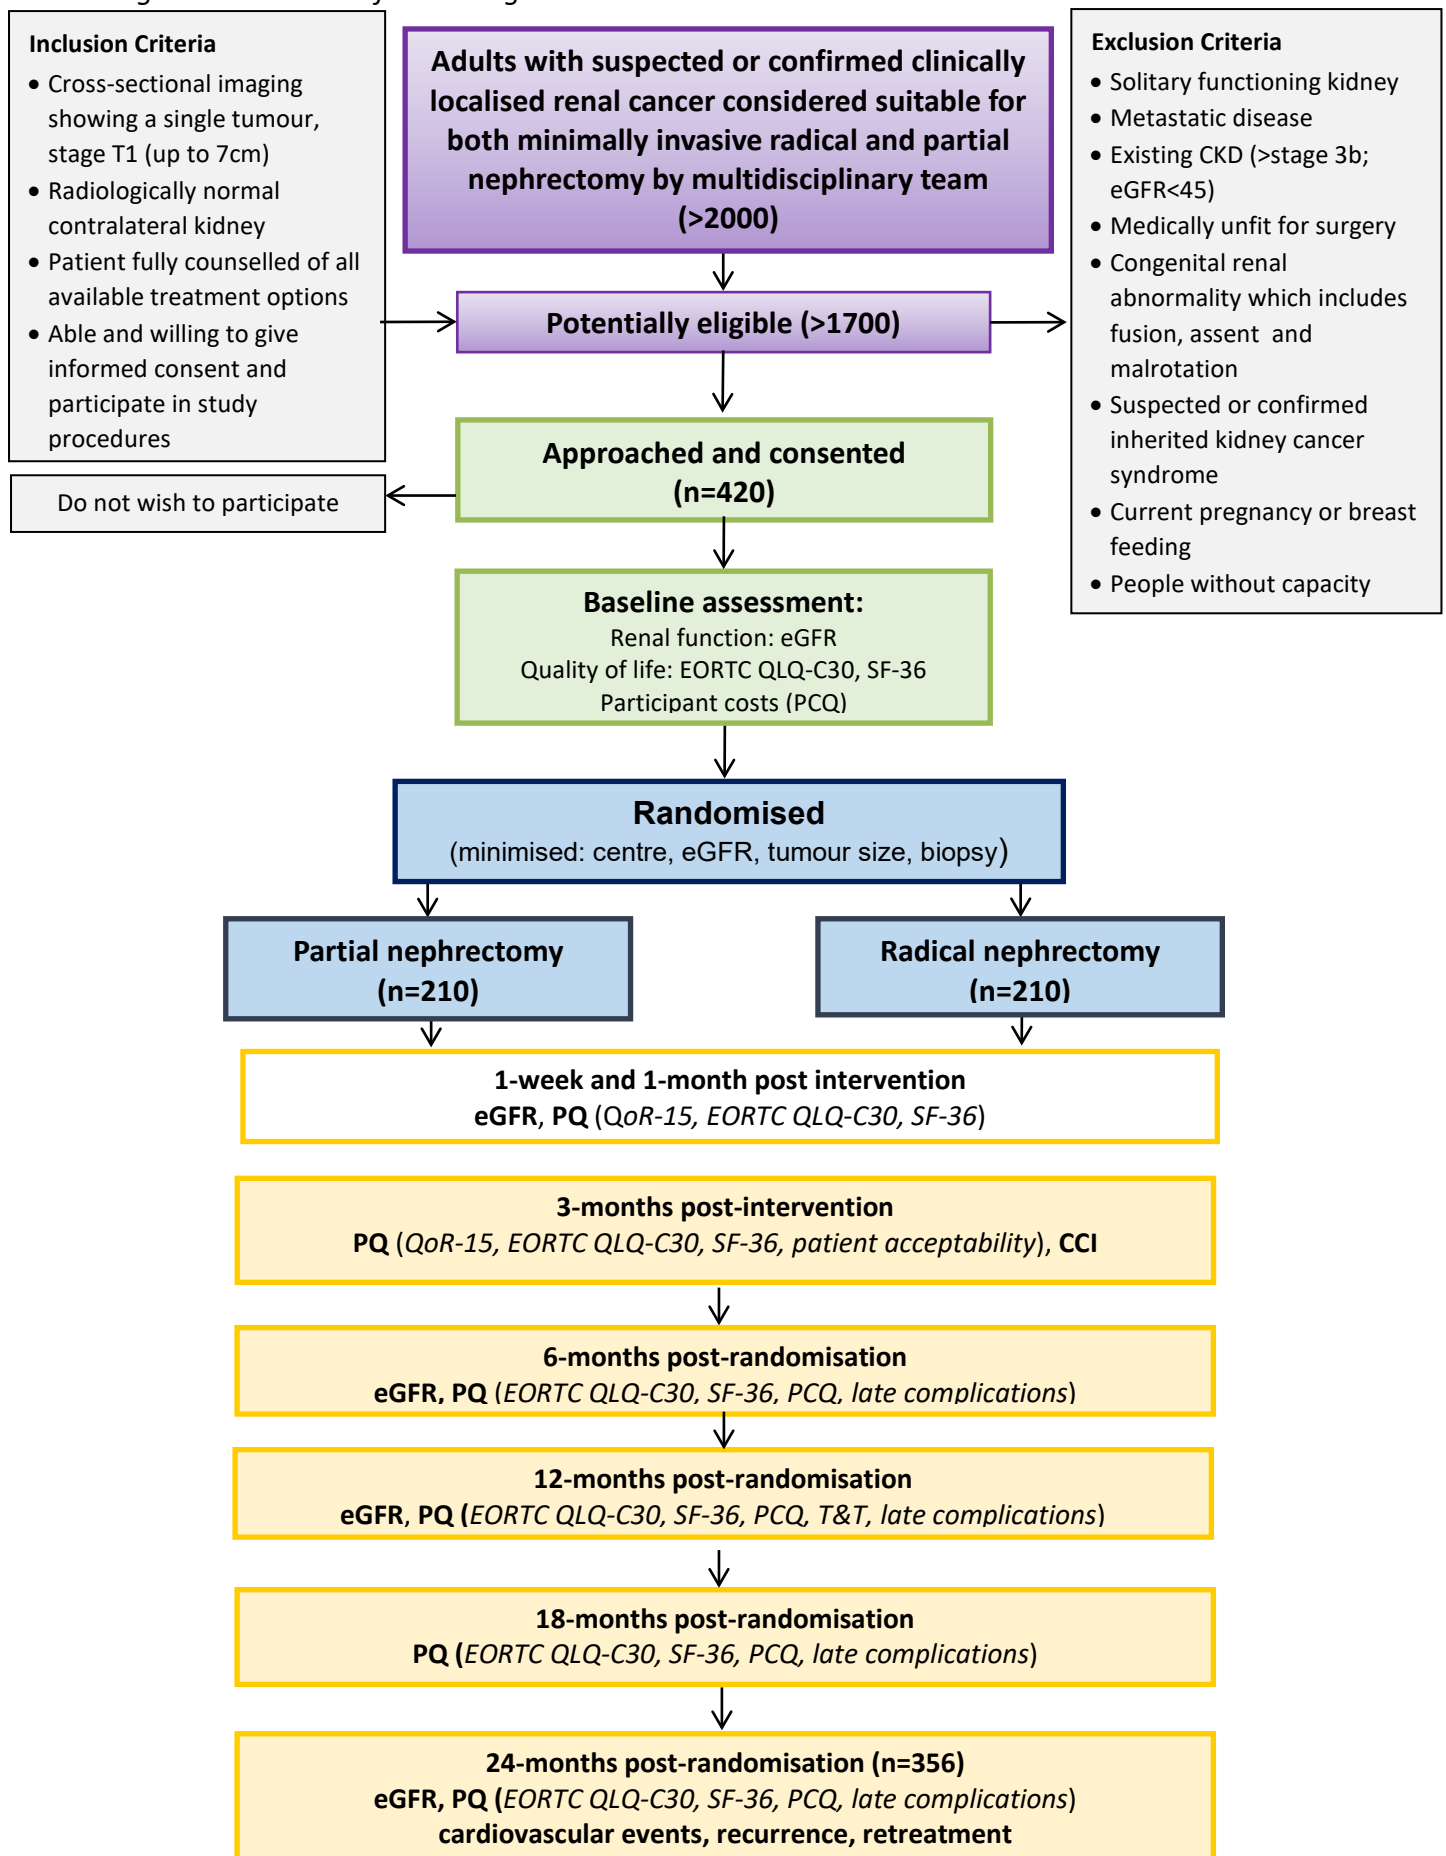 Inclusion Criteria
• Cross-sectional imaging
showing a single tumour,
stage T1 (up to 7cm)
• Radiologically normal
contralateral kidney
• Patient fully counselled of all
available treatment options
• Able and willing to give
informed consent and
participate in study
procedures
Adults with suspected or confirmed clinically
localised renal cancer considered suitable for
both minimally invasive radical and partial
nephrectomy by multidisciplinary team
(>2000)
Exclusion Criteria
• Solitary functioning kidney
• Metastatic disease
• Existing CKD (>stage 3b;
eGFR<45)
• Medically unfit for surgery
• Congenital renal
abnormality which includes
fusion, assent and
malrotation
• Suspected or confirmed
inherited kidney cancer
syndrome
• Current pregnancy or breast
feeding
• People without capacity
Potentially eligible (>1700)
Approached and consented
(n=420)
Do not wish to participate
Baseline assessment:
Renal function: eGFR
Quality of life: EORTC QLQ-C30, SF-36
Participant costs (PCQ)
Randomised
(minimised: centre, eGFR, tumour size, biopsy)
Partial nephrectomy
(n=210)
Radical nephrectomy
(n=210)
1-week and 1-month post intervention
eGFR, PQ (QoR-15, EORTC QLQ-C30, SF-36)
3-months post-intervention
PQ (QoR-15, EORTC QLQ-C30, SF-36, patient acceptability), CCI
6-months post-randomisation
eGFR, PQ (EORTC QLQ-C30, SF-36, PCQ, late complications)
12-months post-randomisation
eGFR, PQ (EORTC QLQ-C30, SF-36, PCQ, T&T, late complications)
18-months post-randomisation
PQ (EORTC QLQ-C30, SF-36, PCQ, late complications)
24-months post-randomisation (n=356)
eGFR, PQ (EORTC QLQ-C30, SF-36, PCQ, late complications)
cardiovascular events, recurrence, retreatment